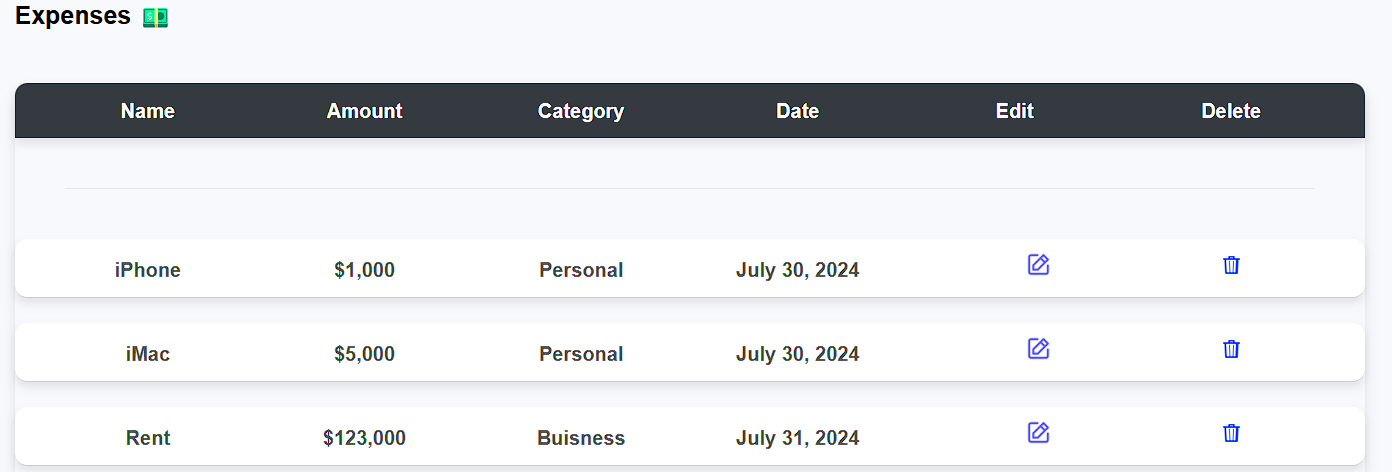 Expenses 💵
Name Amount Category Date Edit Delete
iPhone $1,000 Personal July 30, 2024
iMac $5,000 Personal July 30, 2024
Rent $123,000 Buisness July 31, 2024